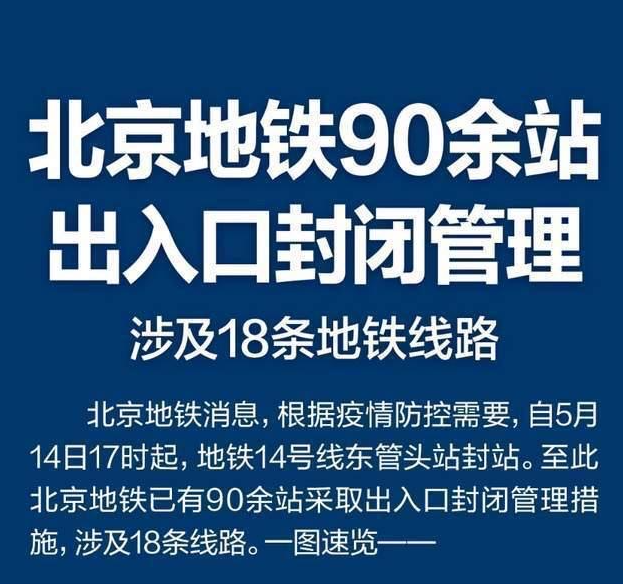 北京地铁90余站
出入口封闭管理
涉及18条地铁线路
北京地铁消息，根据疫情防控需要，自5月
14日17时起，地铁14号线东管头站封站。至此
北京地铁已有90余站采取出入口封闭管理措
施，涉及18条线路。一图速览——